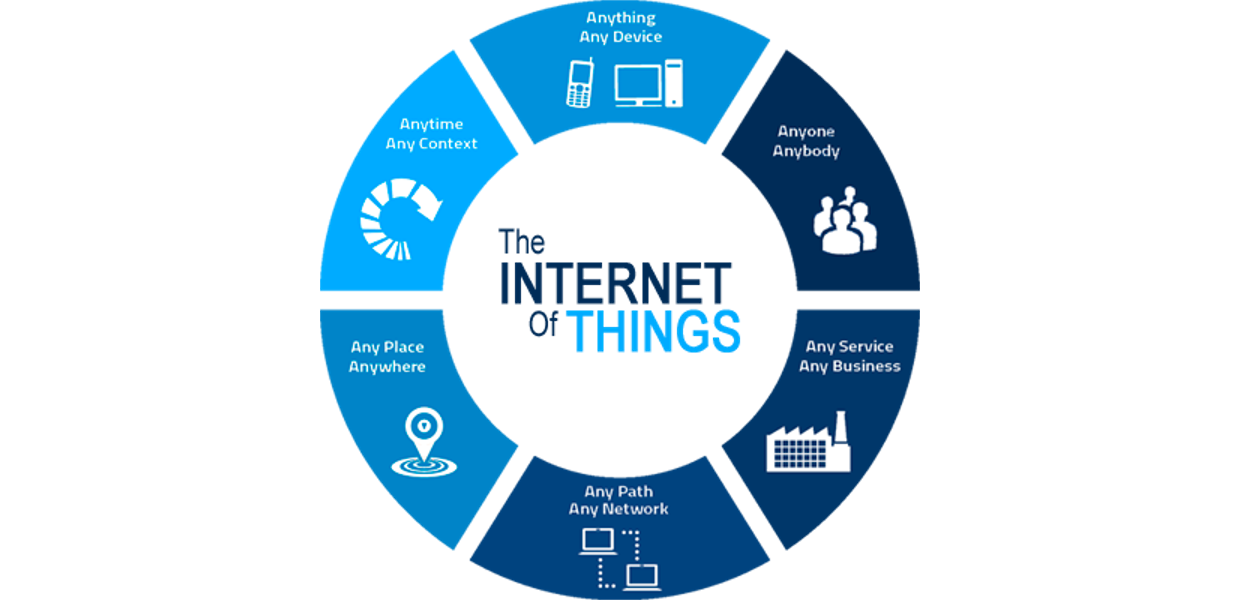 Anything
Any Device
Anyone
Anybody
Any Service
Any Business
Any Path
Any Network
Any Place
Anywhere
Anytime
Any Context
The
INTERNET
Of THINGS